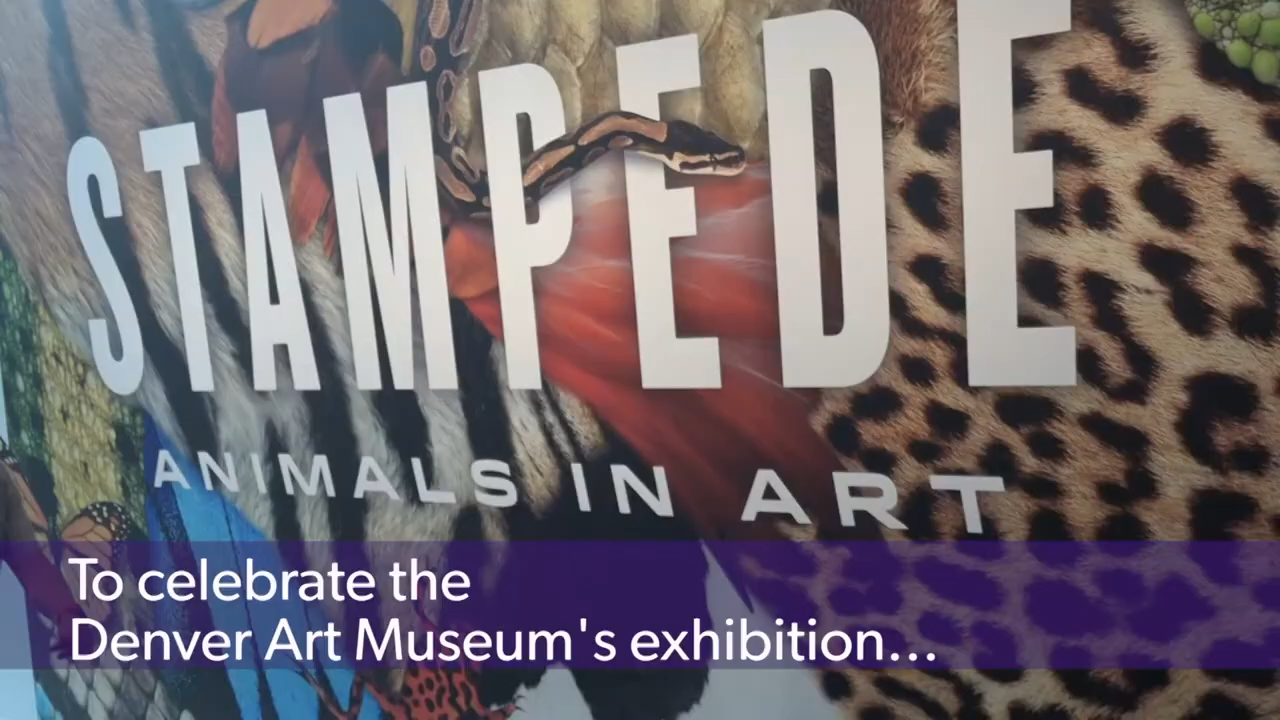 STAMPEDE
ANIMALS IN ART
To celebrate the
Denver Art Museum's exhibition...